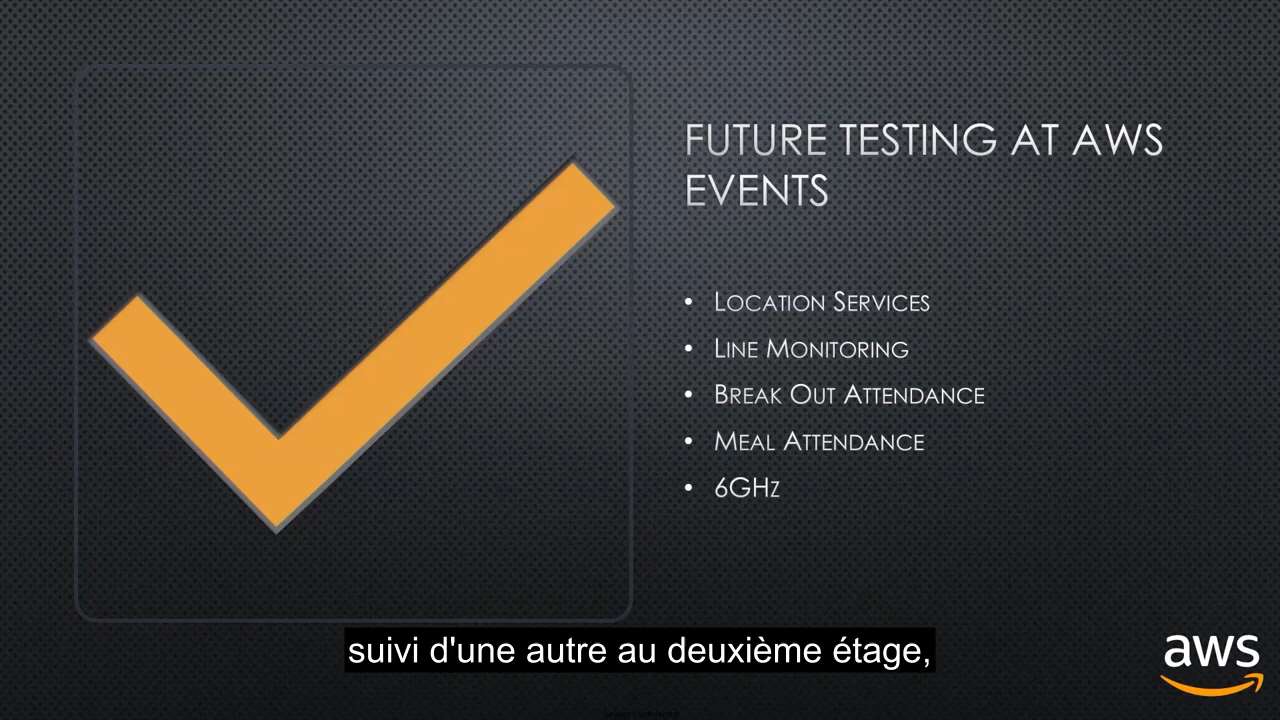 FUTURE TESTING AT AWS
EVENTS
• LOCATION SERVICES
• LINE MONITORING
• BREAK OUT ATTENDANCE
• MEAL ATTENDANCE
• 6GHZ
suivi d'une autre au deuxième étage,
aws